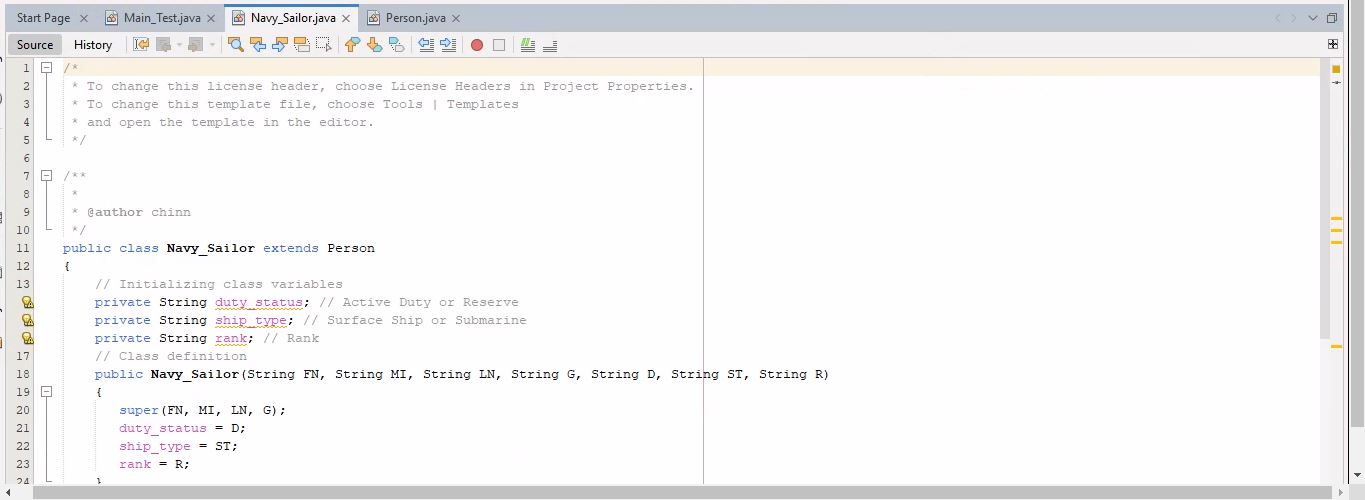 Start Page Main_Test.java Navy_Sailor.java Person.java
Source History
1 /*
2 * To change this license header, choose License Headers in Project Properties.
3 * To change this template file, choose Tools | Templates
4 * and open the template in the editor.
5 */
6
7 /**
8 *
9 * @author chinn
10 */
11 public class Navy_Sailor extends Person
12 {
13 // Initializing class variables
private String duty_status; // Active Duty or Reserve
private String ship_type; // Surface Ship or Submarine
private String rank; // Rank
17 // Class definition
18 public Navy_Sailor(String FN, String MI, String LN, String G, String D, String ST, String R)
19 {
20 super(FN, MI, LN, G);
21 duty_status = D;
22 ship_type = ST;
23 rank = R;
24 }